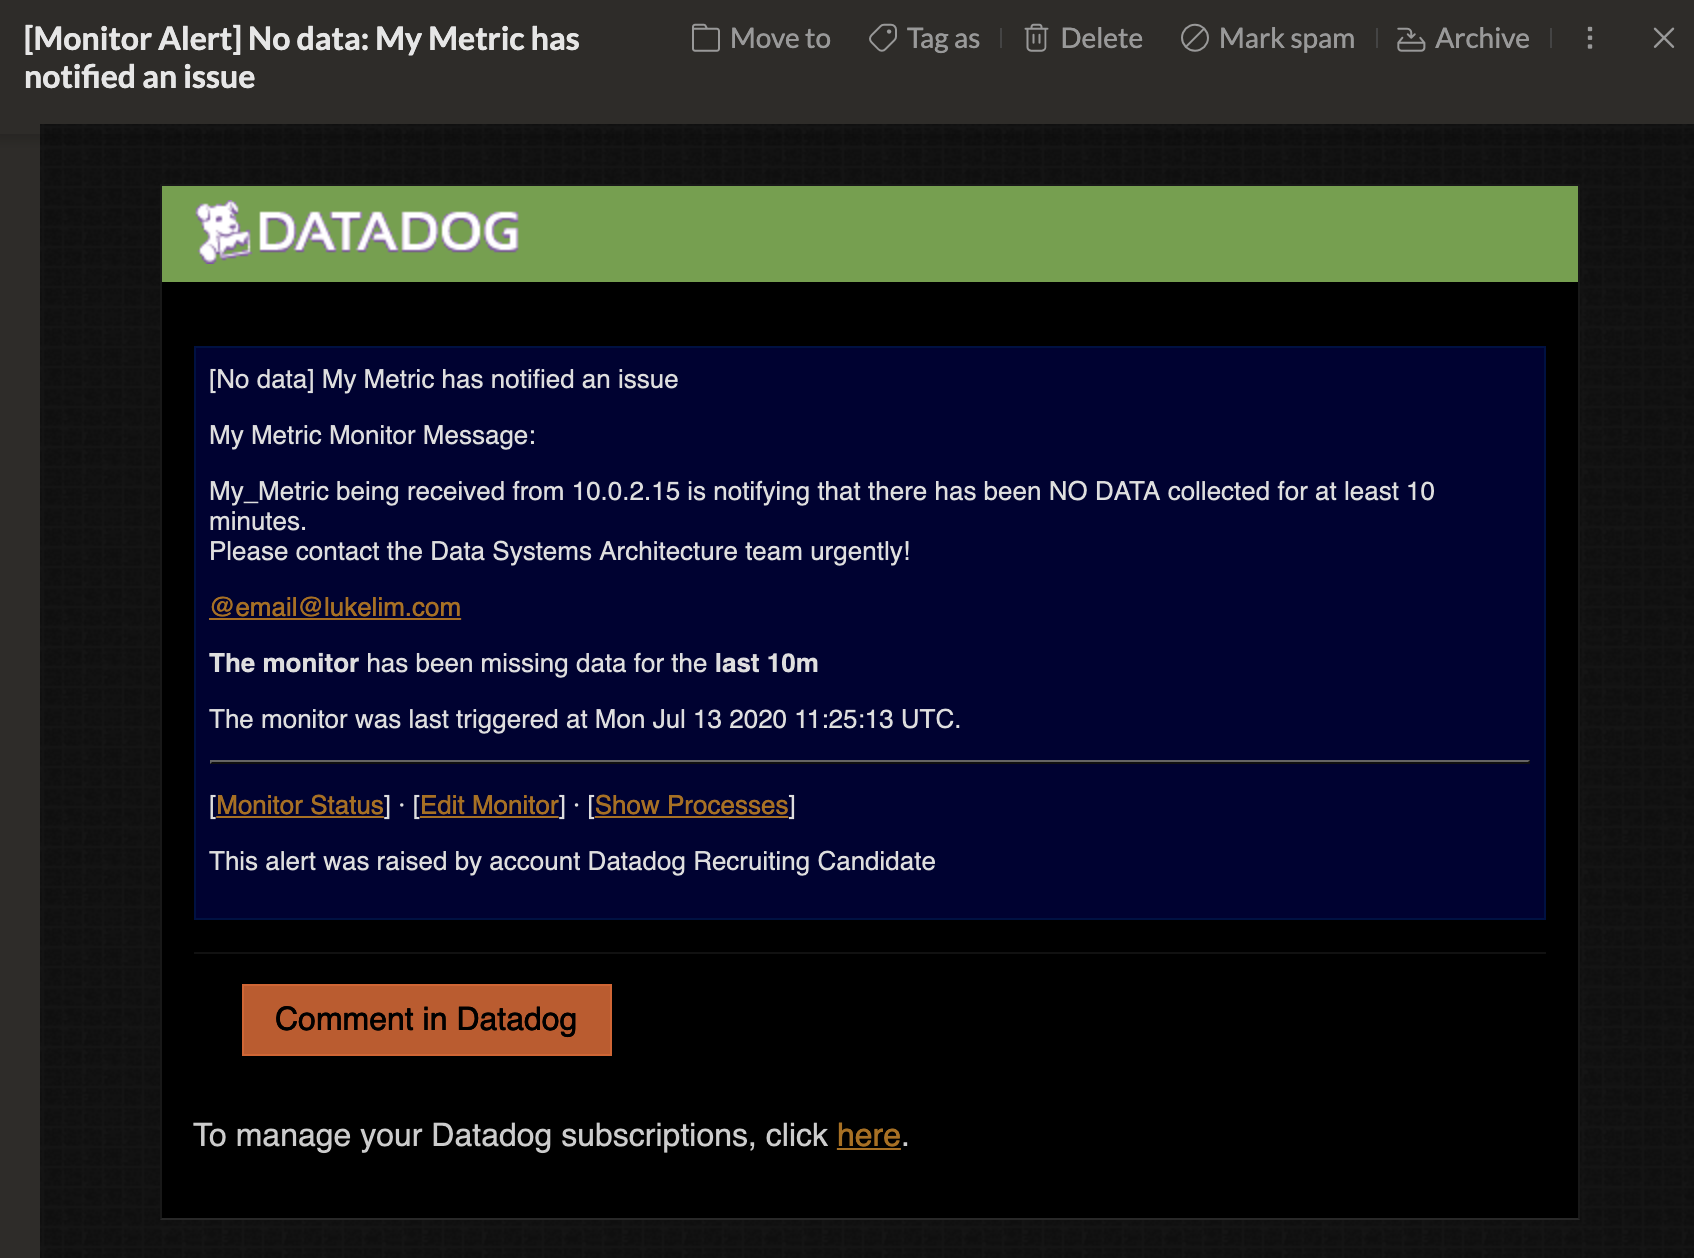 [Monitor Alert] No data: My Metric has
notified an issue
Move to
Tag as
Delete
Mark spam
Archive
DATADOG
[No data] My Metric has notified an issue
My Metric Monitor Message:
My_Metric being received from 10.0.2.15 is notifying that there has been NO DATA collected for at least 10
minutes.
Please contact the Data Systems Architecture team urgently!
@email@lukelim.com
The monitor has been missing data for the last 10m
The monitor was last triggered at Mon Jul 13 2020 11:25:13 UTC.
[Monitor Status] · [Edit Monitor] · [Show Processes]
This alert was raised by account Datadog Recruiting Candidate
Comment in Datadog
To manage your Datadog subscriptions, click here.